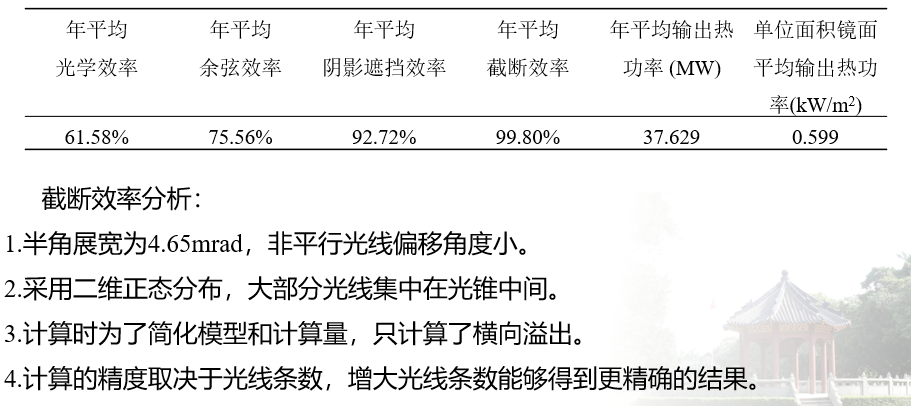 年平均 年平均 年平均 年平均 年平均输出热 单位面积镜面
光学效率 余弦效率 阴影遮挡效率 截断效率 功率 (MW) 平均输出热功
率(kW/m2)
61.58% 75.56% 92.72% 99.80% 37.629 0.599
截断效率分析：
1.半角展宽为4.65mrad，非平行光线偏移角度小。
2.采用二维正态分布，大部分光线集中在光锥中间。
3.计算时为了简化模型和计算量，只计算了横向溢出。
4.计算的精度取决于光线条数，增大光线条数能够得到更精确的结果。